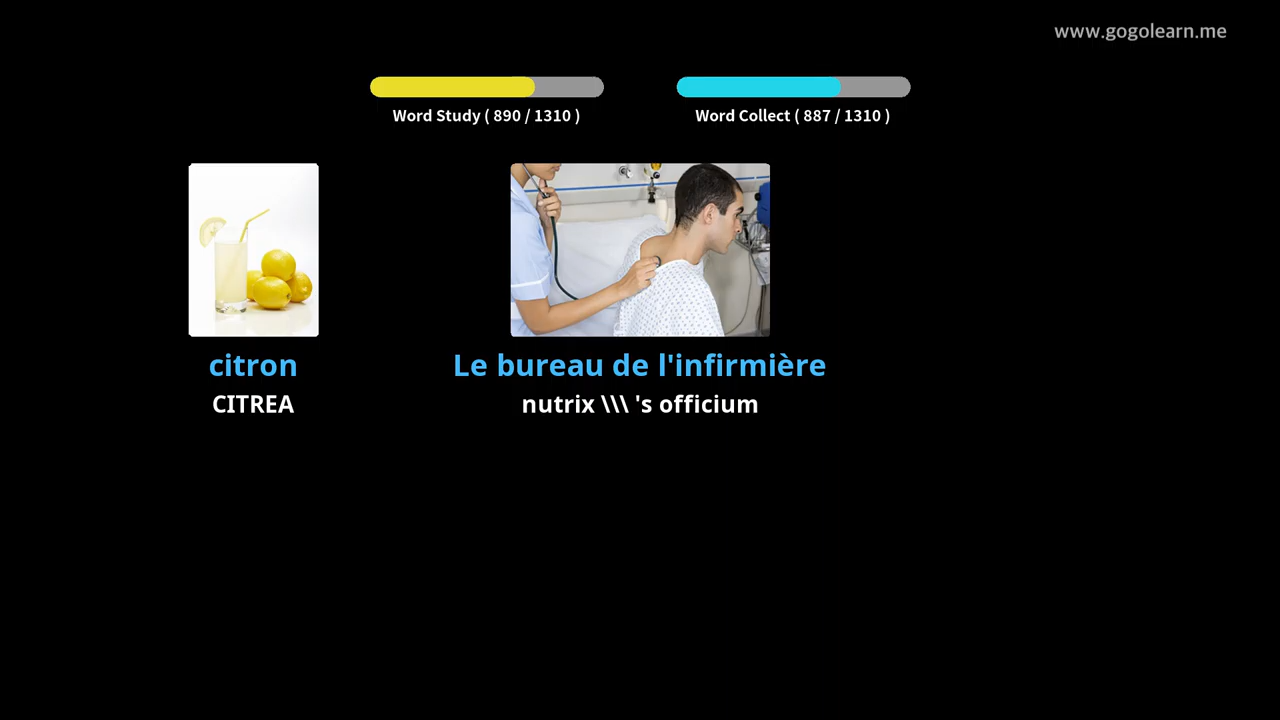 www.gogolearn.me
Word Study ( 890 / 1310 )
Word Collect ( 887 / 1310 )
citron
CITREA
Le bureau de l'infirmière
nutrix \\\ 's officium